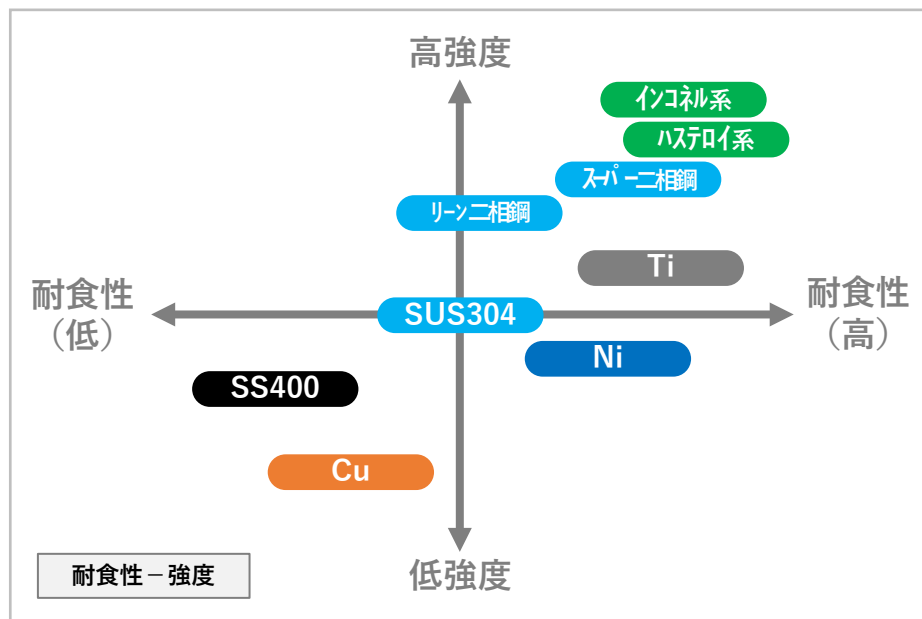 高強度
インコネル系
ハステロイ系
スーパー二相鋼
リーン二相鋼
Ti
耐食性
（低）
SUS304
耐食性
（高）
Ni
SS400
Cu
低強度
耐食性－強度